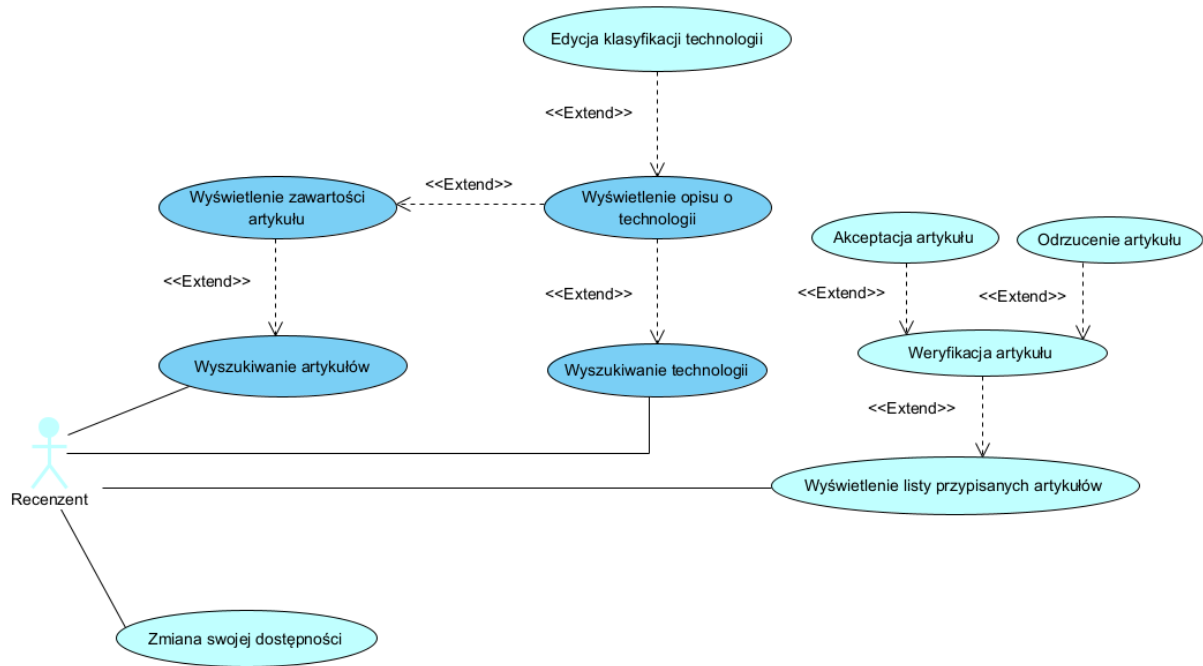 Edycja klasyfikacji technologii
<<Extend>>
Wyświetlenie zawartości
artykułu
<<Extend>>
Wyświetlenie opisu o
technologii
Akceptacja artykułu
Odrzucenie artykułu
<<Extend>>
<<Extend>>
<<Extend>>
<<Extend>>
Wyszukiwanie artykułów
Wyszukiwanie technologii
Weryfikacja artykułu
<<Extend>>
Recenzent
Wyświetlenie listy przypisanych artykułów
Zmiana swojej dostępności